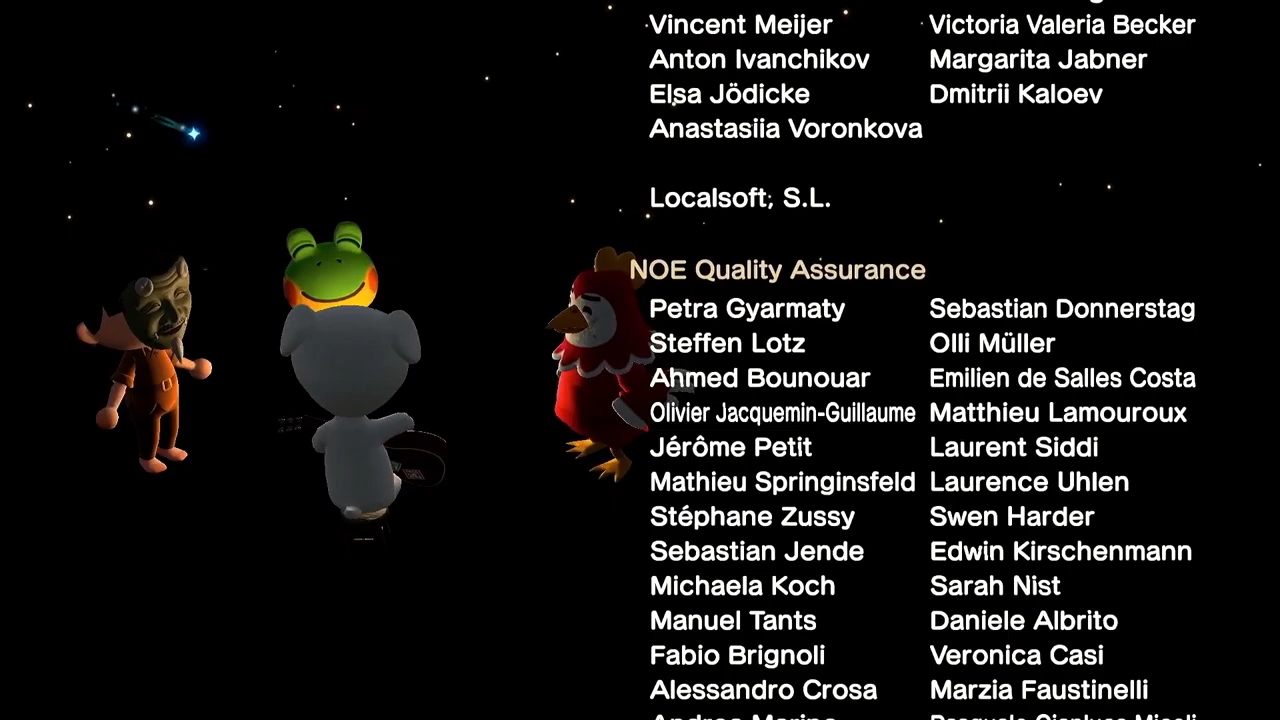 Vincent Meijer Victoria Valeria Becker
Anton Ivanchikov Margarita Jabner
Elsa Jödicke Dmitrii Kaloev
Anastasiia Voronkova
Localsoft, S.L.
NOE Quality Assurance
Petra Gyarmaty Sebastian Donnerstag
Steffen Lotz Olli Müller
Ahmed Bounouar Emilien de Salles Costa
Olivier Jacquemin-Guillaume Matthieu Lamouroux
Jérôme Petit Laurent Siddi
Mathieu Springinsfeld Laurence Uhlen
Stéphane Zussy Swen Harder
Sebastian Jende Edwin Kirschenmann
Michaela Koch Sarah Nist
Manuel Tants Daniele Albrito
Fabio Brignoli Veronica Casi
Alessandro Crosa Marzia Faustinelli